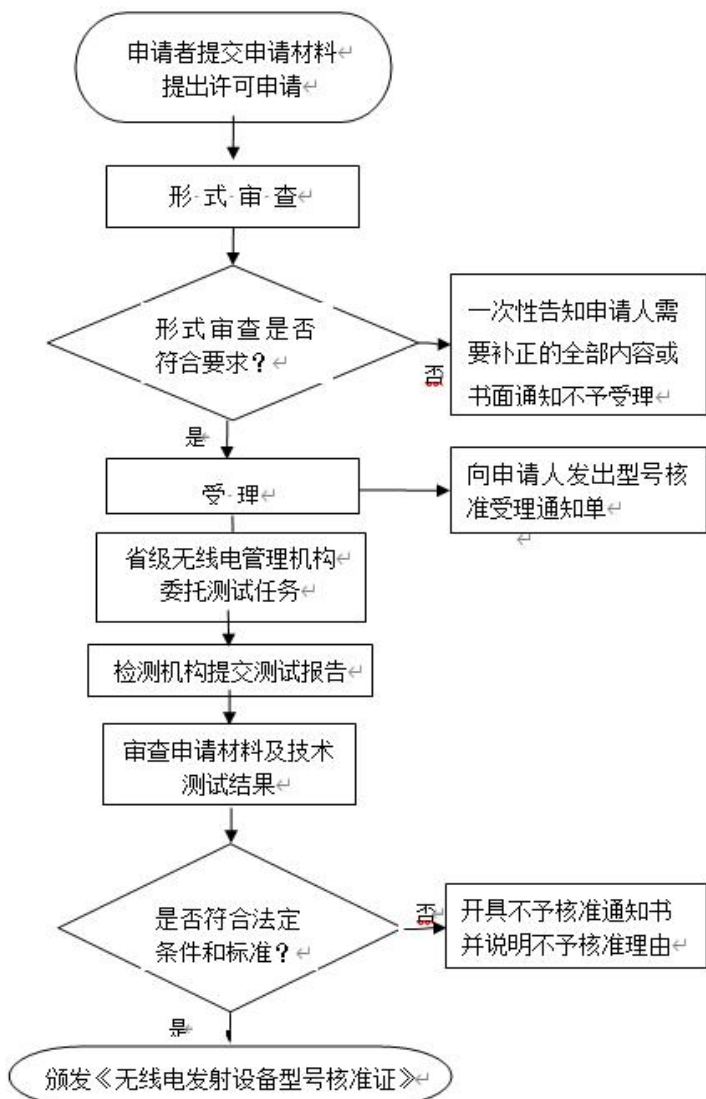 申请者提交申请材料
提出许可申请
形 式 审 查
形式审查是否
符合要求？
否
一次性告知申请人需
要补正的全部内容或
书面通知不予受理
是
受 理
向申请人发出型号核
准受理通知单
省级无线电管理机构
委托测试任务
检测机构提交测试报告
审查申请材料及技术
测试结果
是否符合法定
条件和标准？
否
开具不予核准通知书
并说明不予核准理由
是
颁发《无线电发射设备型号核准证》